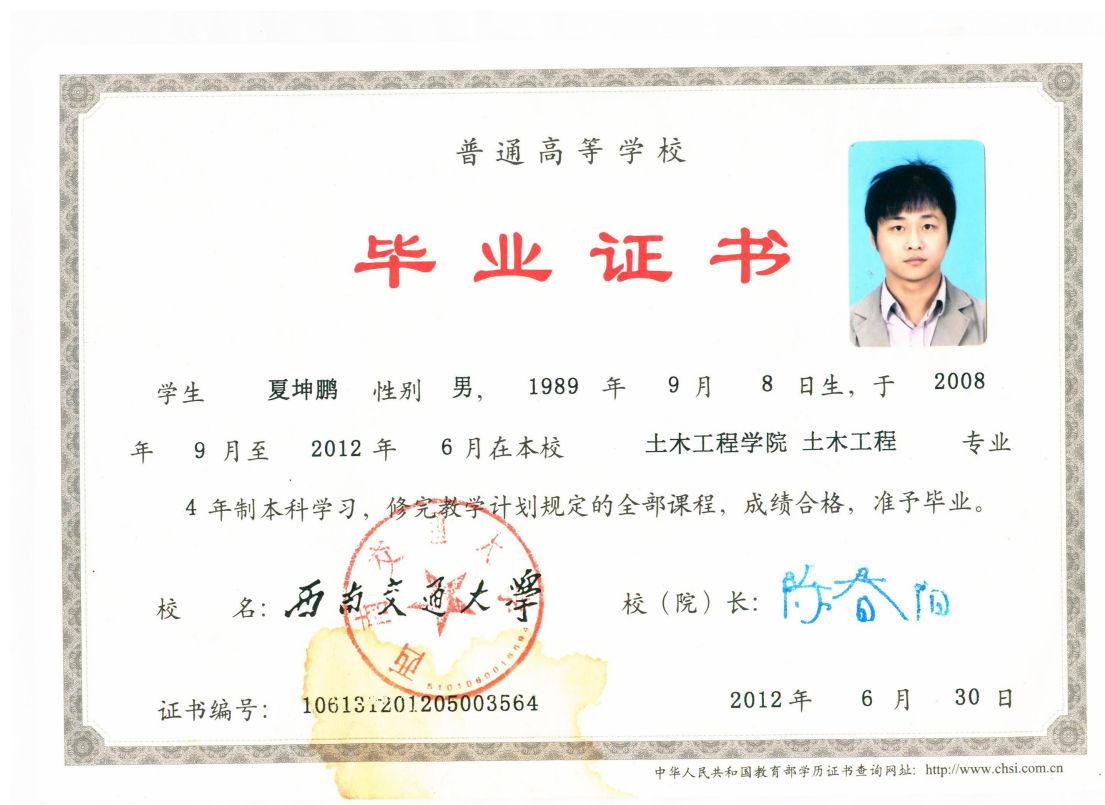 普通高等学校
毕业证书
学生 夏坤鹏 性别 男, 1989 年 9 月 8 日生, 于 2008
年 9 月至 2012 年 6 月在本校 土木工程学院 土木工程 专业
4 年制本科学习, 修完教学计划规定的全部课程, 成绩合格, 准予毕业。
校 名: 西南交通大学 校（院）长: 陈春阳
证书编号: 106131201205003564 2012 年 6 月 30 日
中华人民共和国教育部学历证书查询网址: http://www.chsi.com.cn